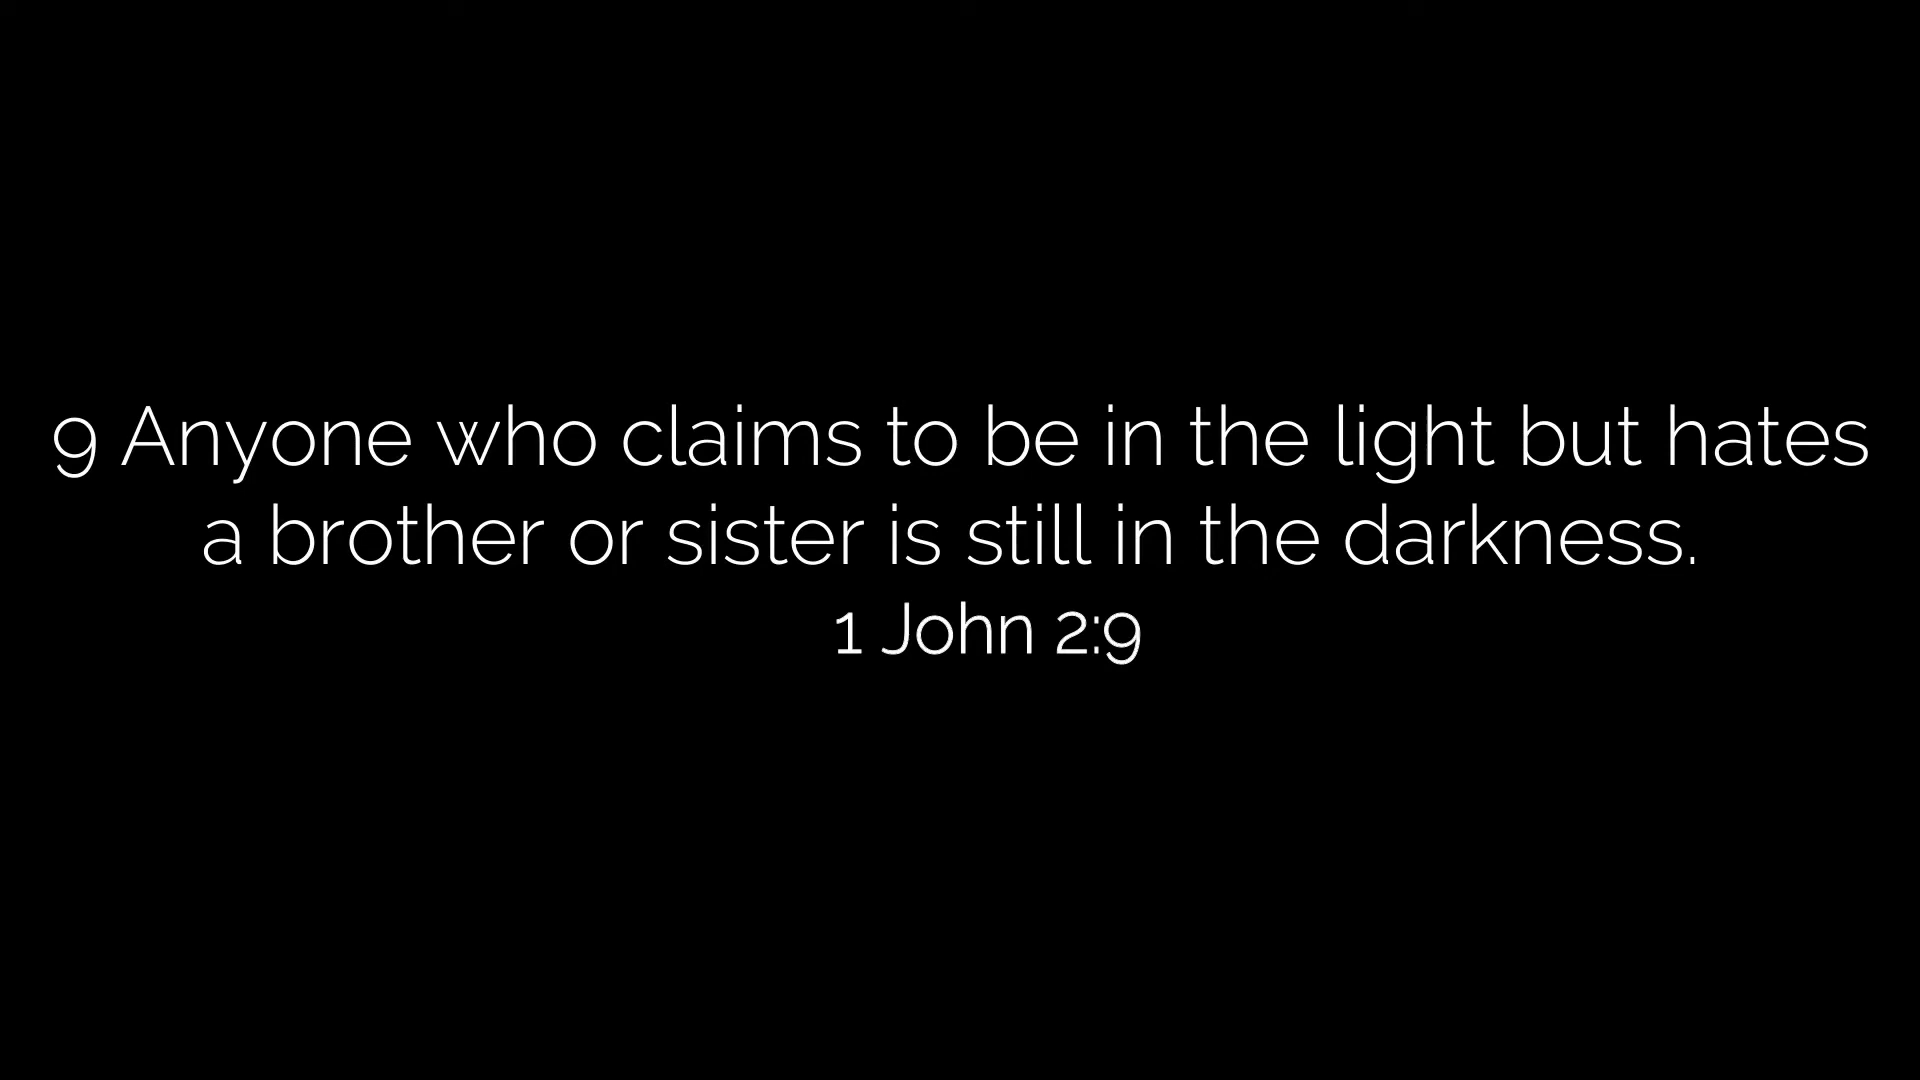 9 Anyone who claims to be in the light but hates
a brother or sister is still in the darkness.
1 John 2:9